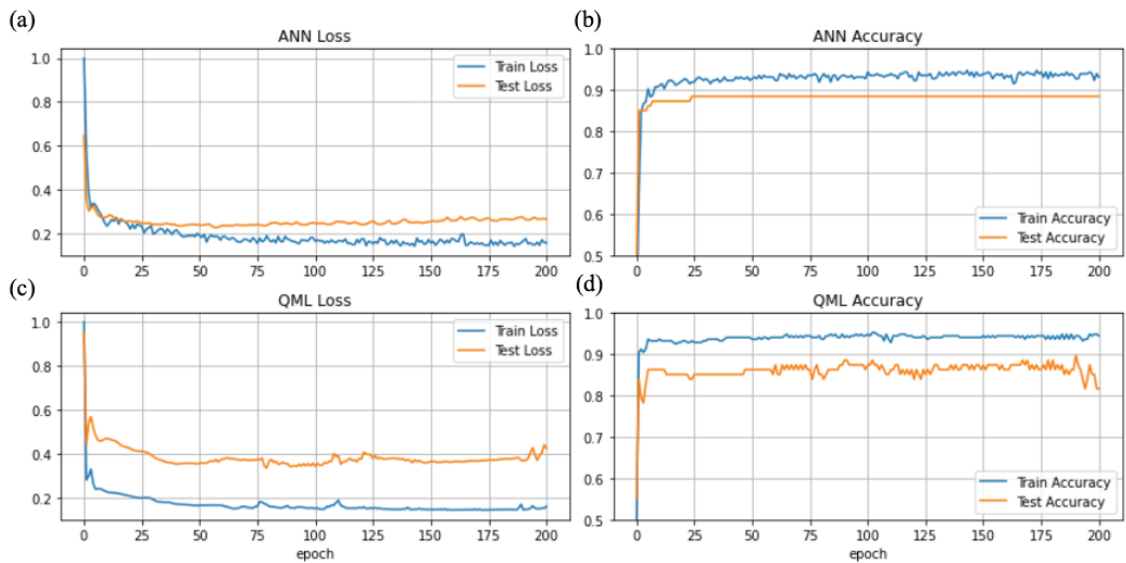 (a)
ANN Loss
1.0
0.8
0.6
0.4
0.2
Train Loss
Test Loss
0 25 50 75 100 125 150 175 200
(b)
ANN Accuracy
1.0
0.9
0.8
0.7
0.6
0.5
Train Accuracy
Test Accuracy
0 25 50 75 100 125 150 175 200
(c)
QML Loss
1.0
0.8
0.6
0.4
0.2
Train Loss
Test Loss
0 25 50 75 100 125 150 175 200
epoch
(d)
QML Accuracy
1.0
0.9
0.8
0.7
0.6
0.5
Train Accuracy
Test Accuracy
0 25 50 75 100 125 150 175 200
epoch